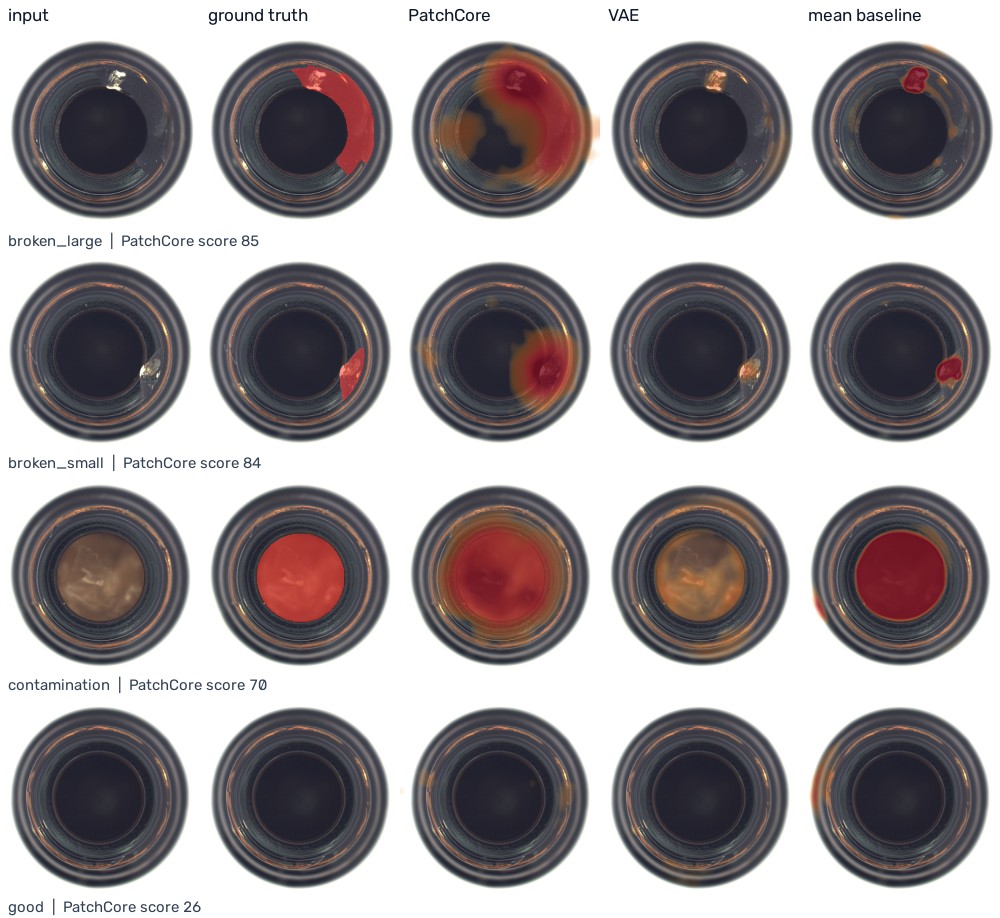 input ground truth PatchCore VAE mean baseline
broken_large | PatchCore score 85
broken_small | PatchCore score 84
contamination | PatchCore score 70
good | PatchCore score 26